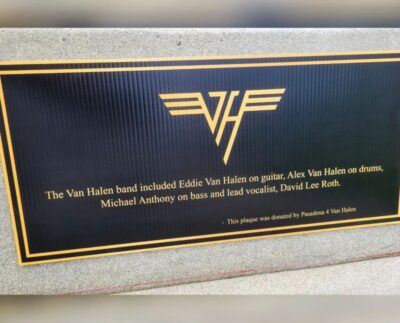 VH
The Van Halen band included Eddie Van Halen on guitar, Alex Van Halen on drums,
Michael Anthony on bass and lead vocalist, David Lee Roth.
- This plaque was donated by Pasadena 4 Van Halen